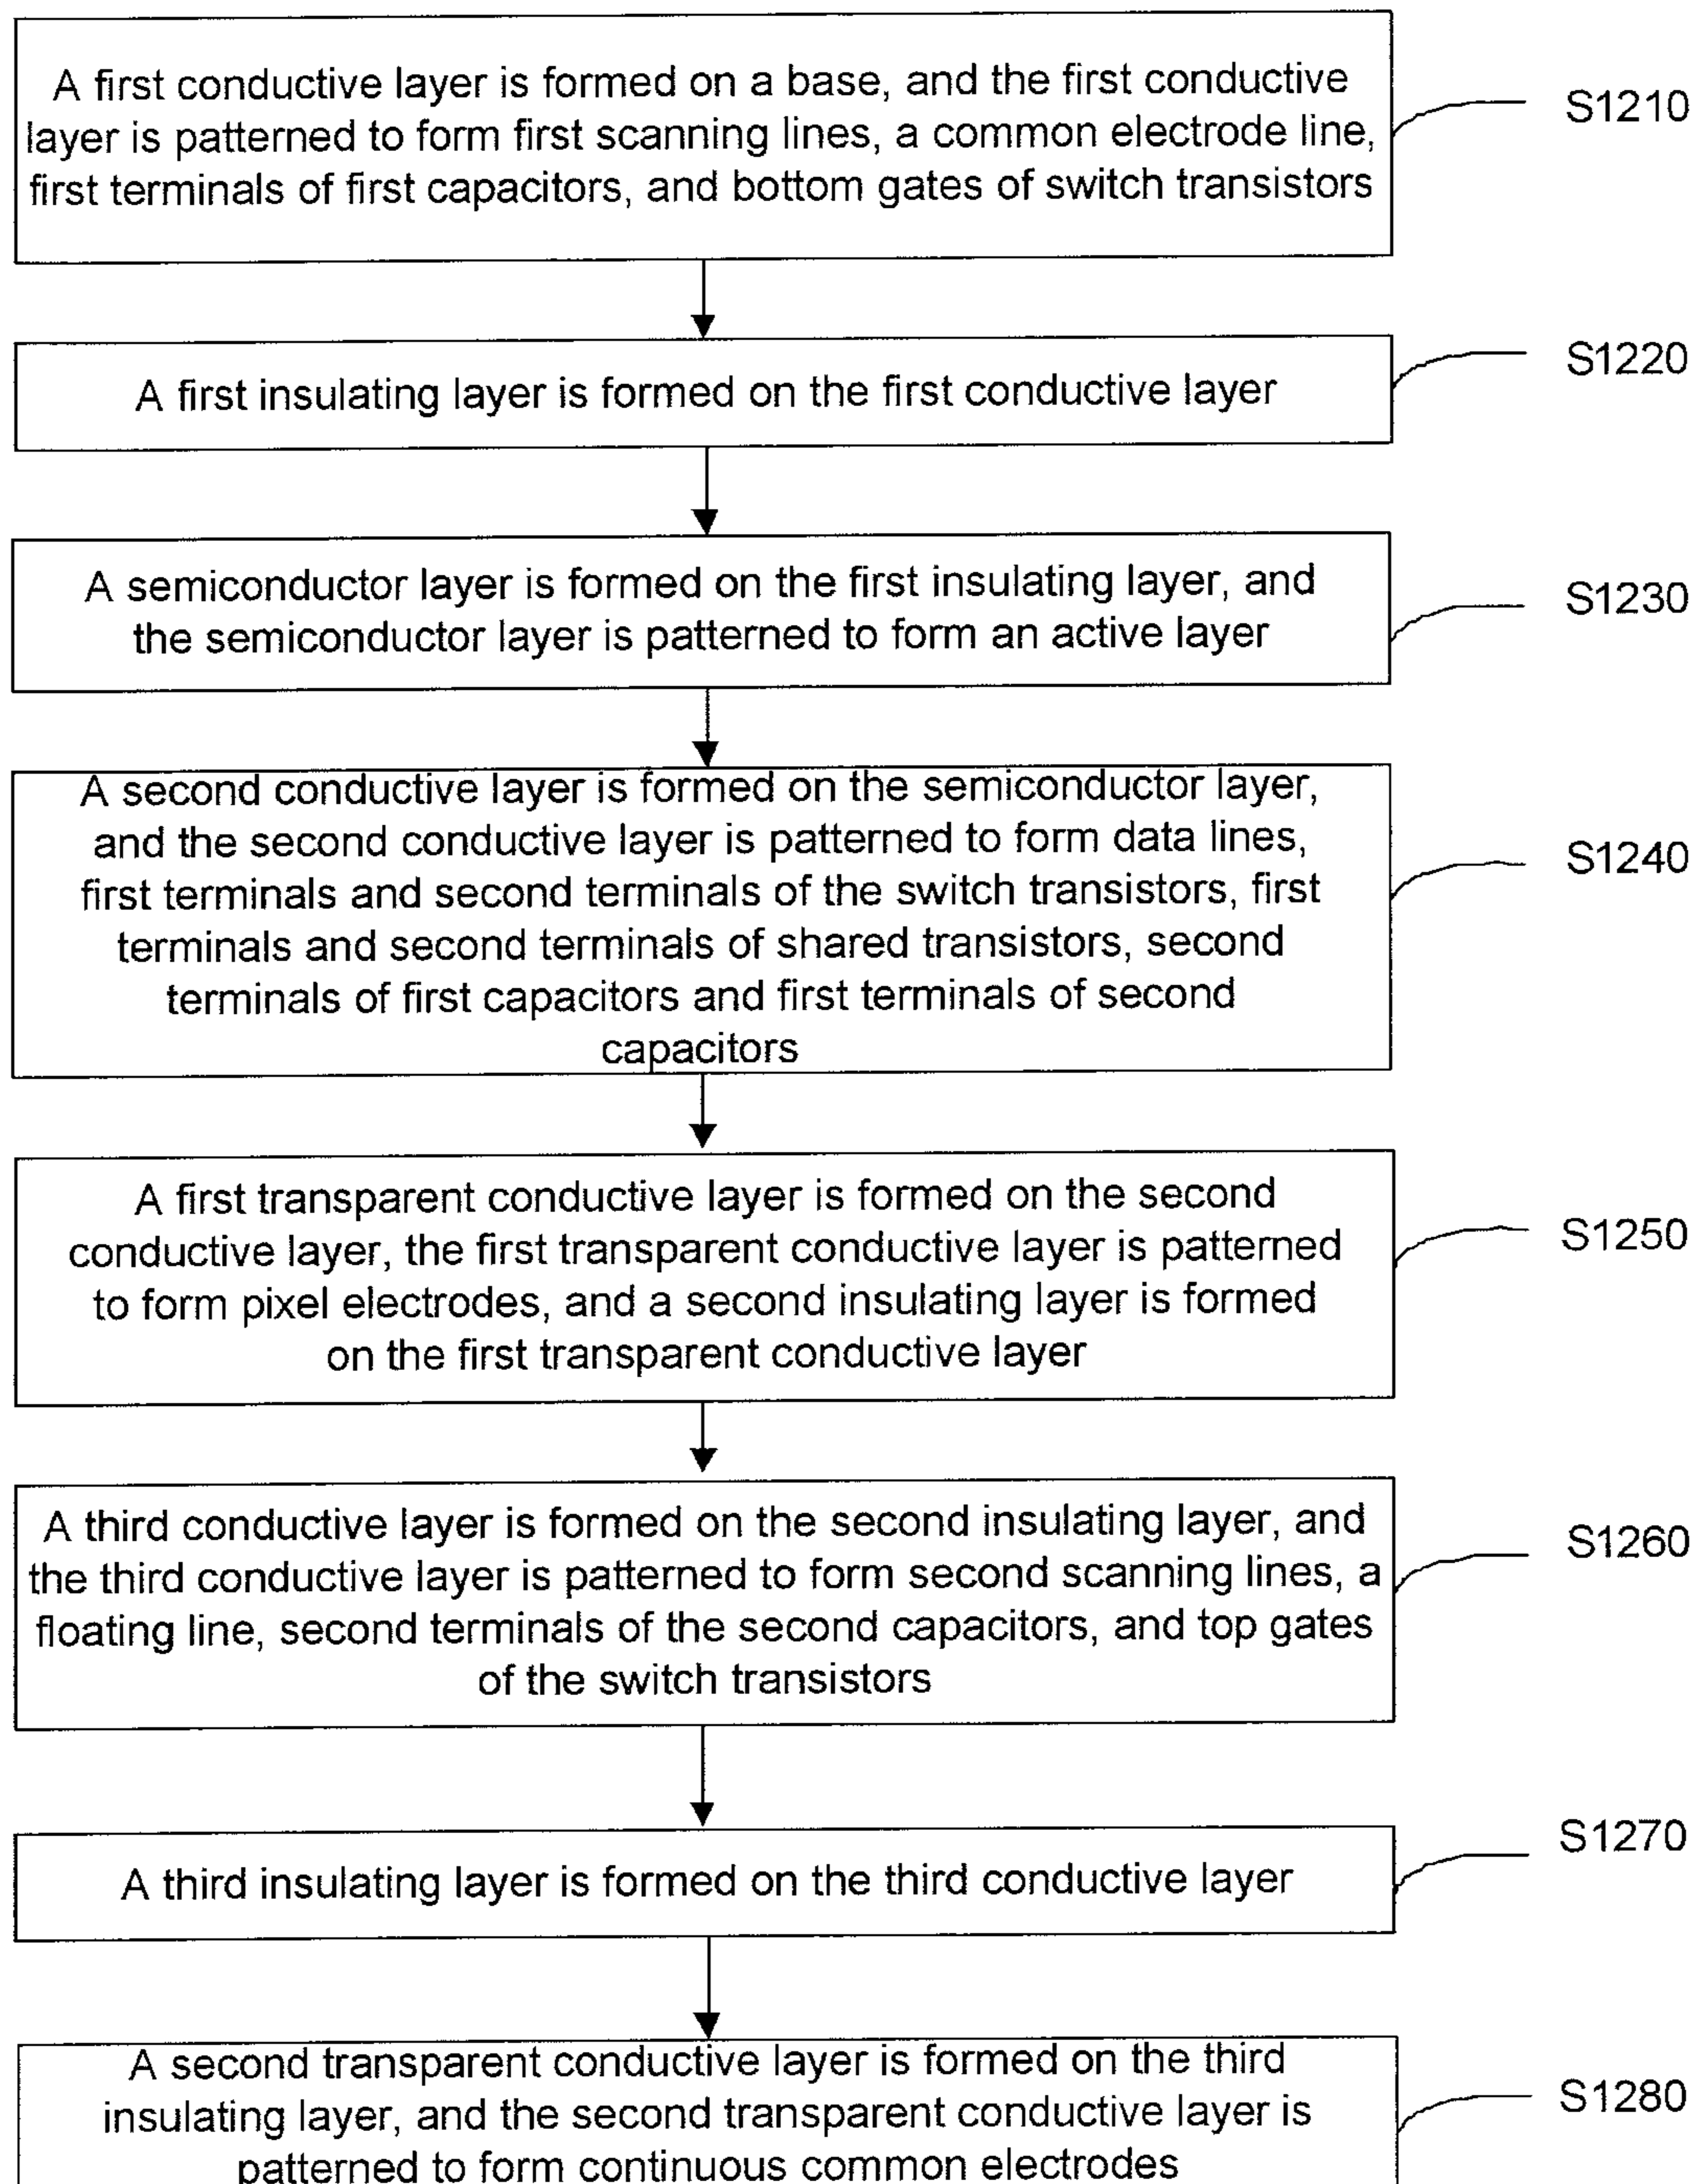 A first conductive layer is formed on a base, and the first conductive
layer is patterned to form first scanning lines, a common electrode line,
first terminals of first capacitors, and bottom gates of switch transistors
S1210
A first insulating layer is formed on the first conductive layer
S1220
A semiconductor layer is formed on the first insulating layer, and
the semiconductor layer is patterned to form an active layer
S1230
A second conductive layer is formed on the semiconductor layer,
and the second conductive layer is patterned to form data lines,
first terminals and second terminals of the switch transistors, first
terminals and second terminals of shared transistors, second
terminals of first capacitors and first terminals of second
capacitors
S1240
A first transparent conductive layer is formed on the second
conductive layer, the first transparent conductive layer is patterned
to form pixel electrodes, and a second insulating layer is formed
on the first transparent conductive layer
S1250
A third conductive layer is formed on the second insulating layer, and
the third conductive layer is patterned to form second scanning lines, a
floating line, second terminals of the second capacitors, and top gates
of the switch transistors
S1260
A third insulating layer is formed on the third conductive layer
S1270
A second transparent conductive layer is formed on the third
insulating layer, and the second transparent conductive layer is
patterned to form continuous common electrodes
S1280